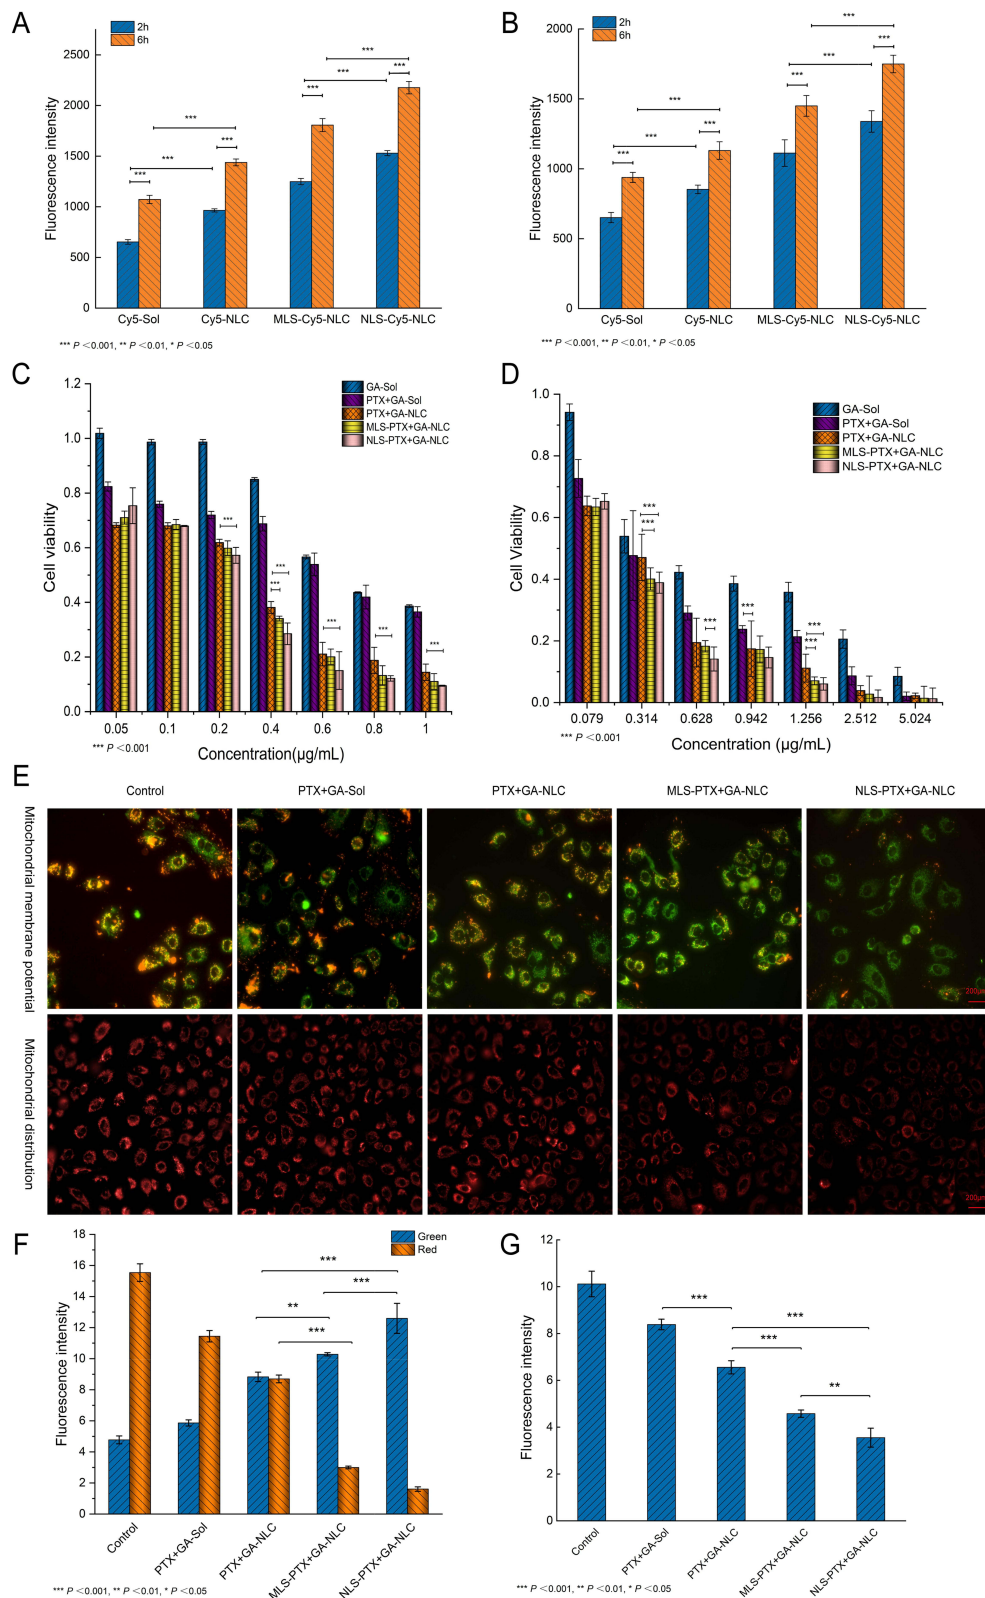 A
2h
6h
Fluorescence intensity
2500
2000
1500
1000
500
0
***
***
***
***
***
***
***
***
Cy5-Sol
Cy5-NLC
MLS-Cy5-NLC
NLS-Cy5-NLC
*** P <0.001, ** P <0.01, * P <0.05
B
2h
6h
Fluorescence intensity
2000
1500
1000
500
0
***
***
***
***
***
***
***
***
Cy5-Sol
Cy5-NLC
MLS-Cy5-NLC
NLS-Cy5-NLC
*** P <0.001, ** P <0.01, * P <0.05
C
GA-Sol
PTX+GA-Sol
PTX+GA-NLC
MLS-PTX+GA-NLC
NLS-PTX+GA-NLC
Cell viability
1.2
1.0
0.8
0.6
0.4
0.2
0.0
***
***
***
***
***
***
0.05
0.1
0.2
0.4
0.6
0.8
1
*** P <0.001
Concentration(μg/mL)
D
GA-Sol
PTX+GA-Sol
PTX+GA-NLC
MLS-PTX+GA-NLC
NLS-PTX+GA-NLC
Cell Viability
1.0
0.8
0.6
0.4
0.2
0.0
***
***
***
***
***
***
0.079
0.314
0.628
0.942
1.256
2.512
5.024
*** P <0.001
Concentration (μg/mL)
E
Control
PTX+GA-Sol
PTX+GA-NLC
MLS-PTX+GA-NLC
NLS-PTX+GA-NLC
Mitochondrial membrane potential
200μm
Mitochondrial distribution
200μm
F
Green
Red
Fluorescence intensity
18
16
14
12
10
8
6
4
2
0
***
***
**
***
Control
PTX+GA-Sol
PTX+GA-NLC
MLS-PTX+GA-NLC
NLS-PTX+GA-NLC
*** P <0.001, ** P <0.01, * P <0.05
G
Fluorescence intensity
12
10
8
6
4
2
0
***
***
***
**
Control
PTX+GA-Sol
PTX+GA-NLC
MLS-PTX+GA-NLC
NLS-PTX+GA-NLC
*** P <0.001, ** P <0.01, * P <0.05